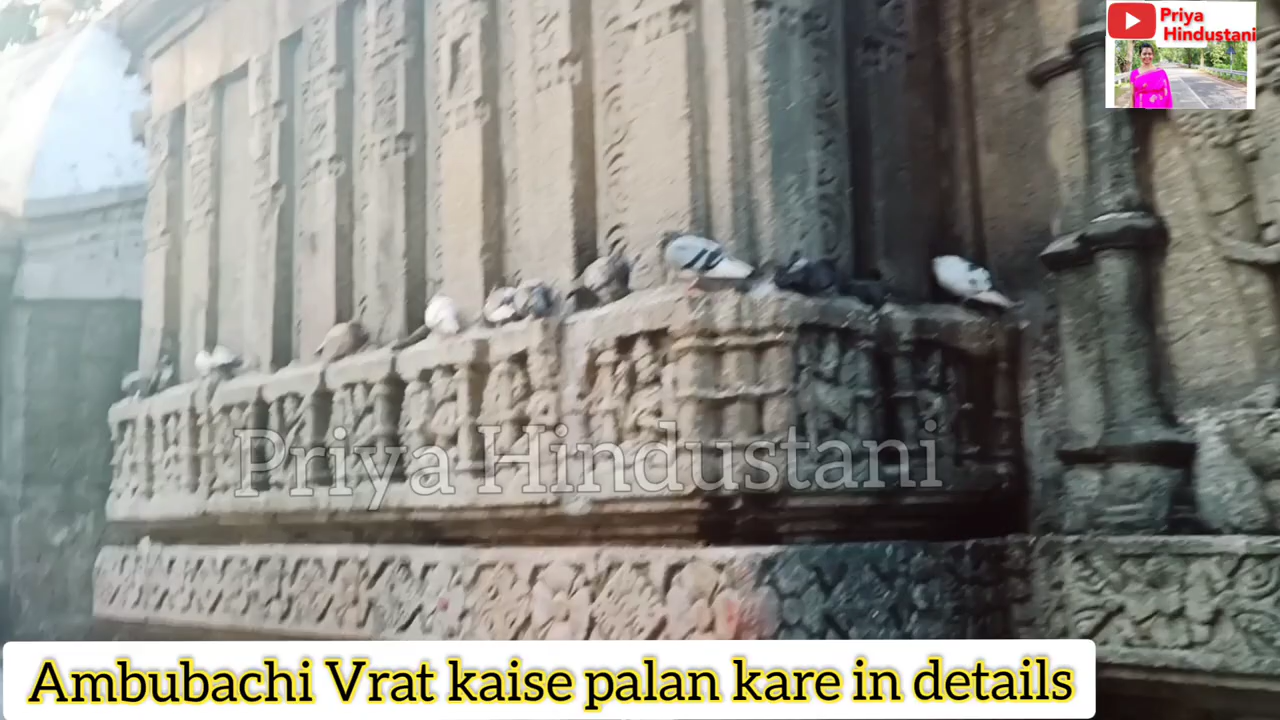 Priya
Hindustani
Priya Hindustani
Ambubachi Vrat kaise palan kare in details